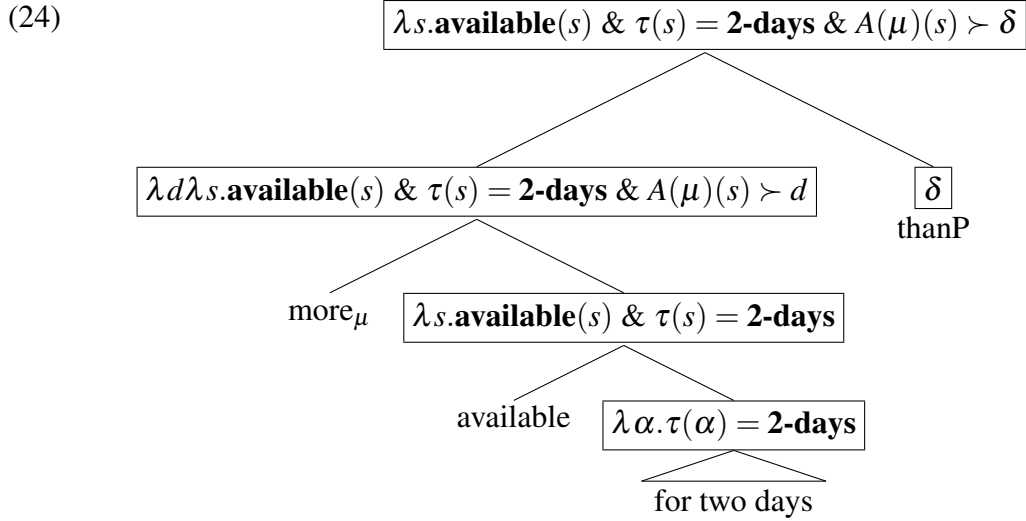 (24)
λs.available(s) & τ(s) = 2-days & A(μ)(s) ≻ δ
λdλs.available(s) & τ(s) = 2-days & A(μ)(s) ≻ d
δ
thanP
moreμ
λs.available(s) & τ(s) = 2-days
available
λα.τ(α) = 2-days
for two days